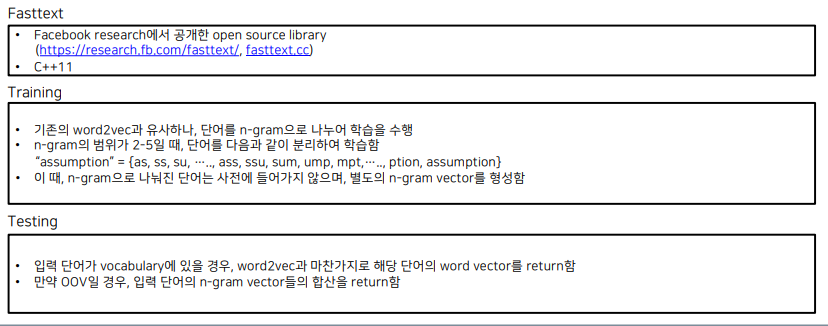 Fasttext
• Facebook research에서 공개한 open source library
(https://research.fb.com/fasttext/, fasttext.cc)
• C++11
Training
• 기존의 word2vec과 유사하나, 단어를 n-gram으로 나누어 학습을 수행
• n-gram의 범위가 2-5일 때, 단어를 다음과 같이 분리하여 학습함
“assumption” = {as, ss, su, ….., ass, ssu, sum, ump, mpt,….., ption, assumption}
• 이 때, n-gram으로 나눠진 단어는 사전에 들어가지 않으며, 별도의 n-gram vector를 형성함
Testing
• 입력 단어가 vocabulary에 있을 경우, word2vec과 마찬가지로 해당 단어의 word vector를 return함
• 만약 OOV일 경우, 입력 단어의 n-gram vector들의 합산을 return함